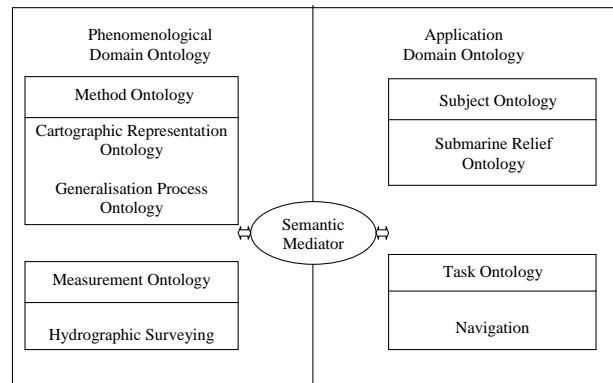 Phenomenological
Domain Ontology
Method Ontology
Cartographic Representation
Ontology
Generalisation Process
Ontology
Measurement Ontology
Hydrographic Surveying
Semantic
Mediator
Application
Domain Ontology
Subject Ontology
Submarine Relief
Ontology
Task Ontology
Navigation